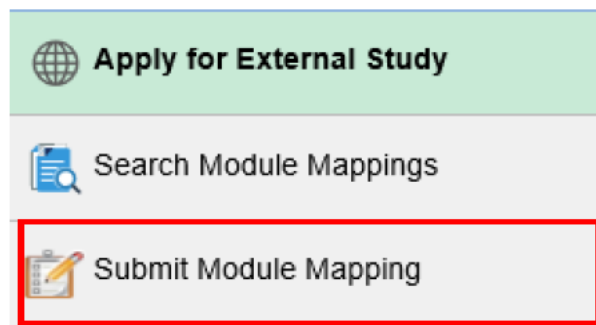 Apply for External Study
Search Module Mappings
Submit Module Mapping